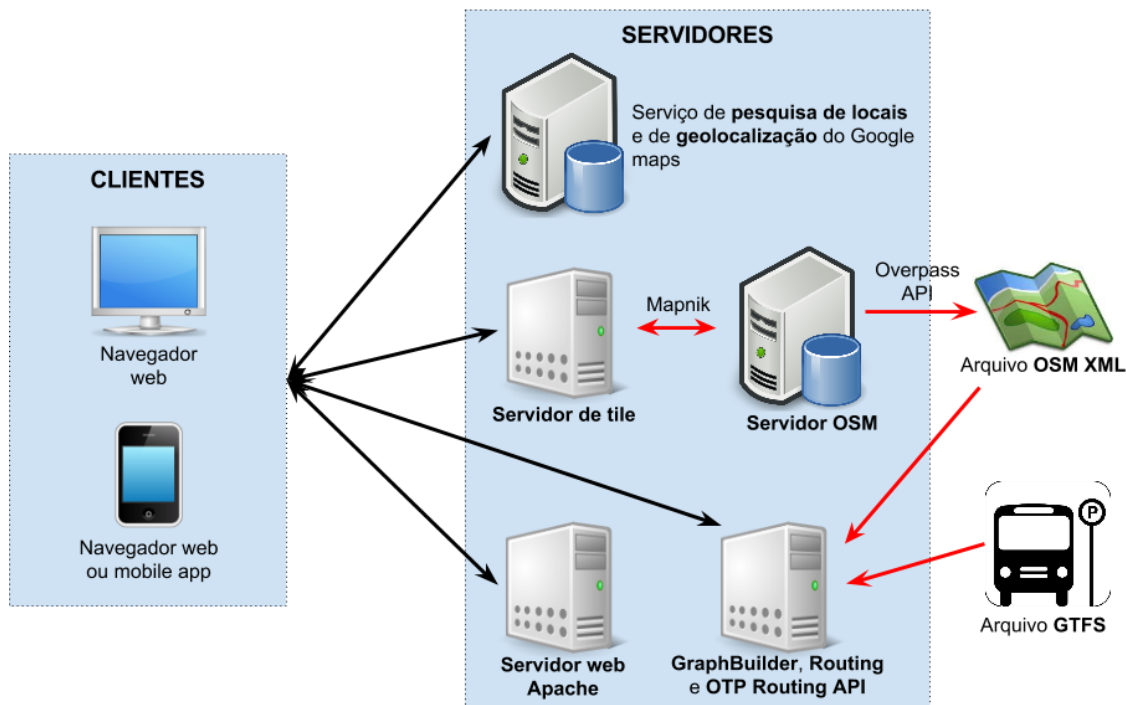 SERVIDORES
Serviço de pesquisa de locais
e de geolocalização do Google
maps
CLIENTES
Navegador
web
Navegador web
ou mobile app
Servidor de tile
Mapnik
Servidor OSM
Overpass
API
Arquivo OSM XML
P
Arquivo GTFS
Servidor web
Apache
GraphBuilder, Routing
e OTP Routing API